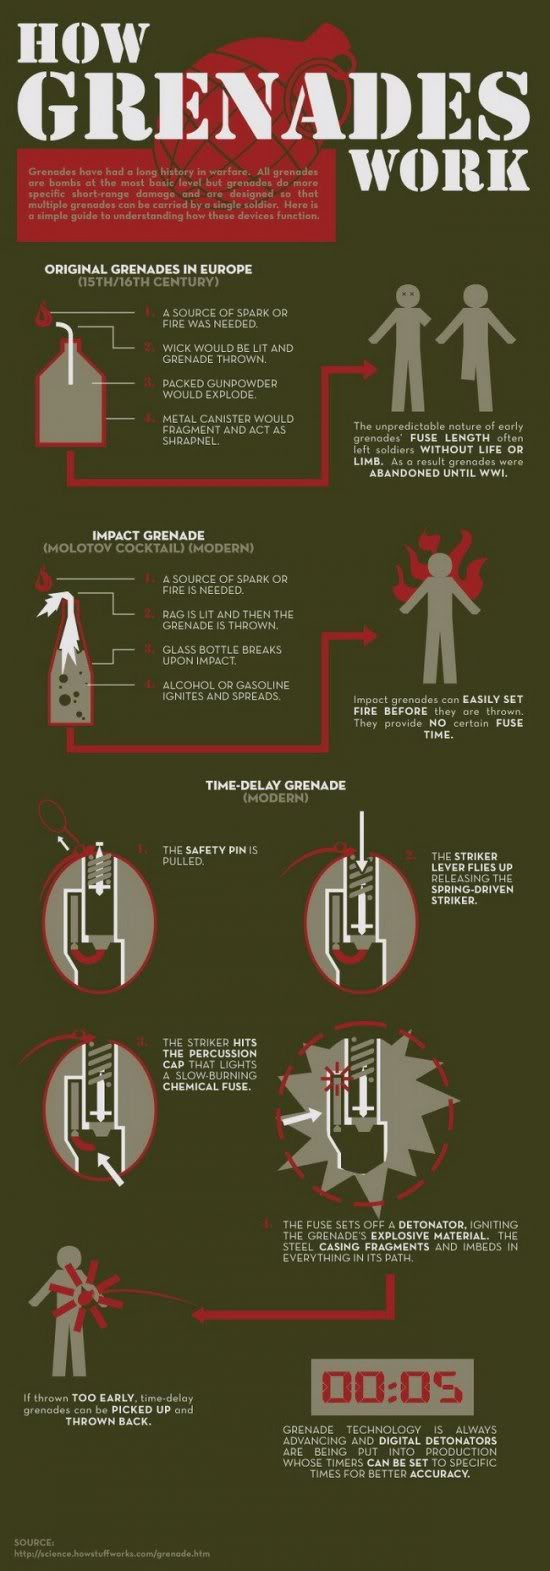 HOW
GRENADES
WORK
Grenades have had a long history in warfare. All grenades
are bombs at the most basic level but grenades do more
specific short-range damage and are designed so that
multiple grenades can be carried by a single soldier. Here is
a simple guide to understanding how these devices function.
ORIGINAL GRENADES IN EUROPE
(15TH/16TH CENTURY)
1. A SOURCE OF SPARK OR
FIRE WAS NEEDED.
2. WICK WOULD BE LIT AND
GRENADE THROWN.
3. PACKED GUNPOWDER
WOULD EXPLODE.
4. METAL CANISTER WOULD
FRAGMENT AND ACT AS
SHRAPNEL.
The unpredictable nature of early
grenades' FUSE LENGTH often
left soldiers WITHOUT LIFE OR
LIMB. As a result grenades were
ABANDONED UNTIL WWI.
IMPACT GRENADE
(MOLOTOV COCKTAIL) (MODERN)
1. A SOURCE OF SPARK OR
FIRE IS NEEDED.
2. RAG IS LIT AND THEN THE
GRENADE IS THROWN.
3. GLASS BOTTLE BREAKS
UPON IMPACT.
4. ALCOHOL OR GASOLINE
IGNITES AND SPREADS.
Impact grenades can EASILY SET
FIRE BEFORE they are thrown.
They provide NO certain FUSE
TIME.
TIME-DELAY GRENADE
(MODERN)
1. THE SAFETY PIN IS
PULLED.
2. THE STRIKER
LEVER FLIES UP
RELEASING THE
SPRING-DRIVEN
STRIKER.
3. THE STRIKER HITS
THE PERCUSSION
CAP THAT LIGHTS
A SLOW-BURNING
CHEMICAL FUSE.
4. THE FUSE SETS OFF A DETONATOR, IGNITING
THE GRENADE'S EXPLOSIVE MATERIAL. THE
STEEL CASING FRAGMENTS AND IMBEDS IN
EVERYTHING IN ITS PATH.
If thrown TOO EARLY, time-delay
grenades can be PICKED UP and
THROWN BACK.
00:05
GRENADE TECHNOLOGY IS ALWAYS
ADVANCING AND DIGITAL DETONATORS
ARE BEING PUT INTO PRODUCTION
WHOSE TIMERS CAN BE SET TO SPECIFIC
TIMES FOR BETTER ACCURACY.
SOURCE:
http://science.howstuffworks.com/grenade.htm